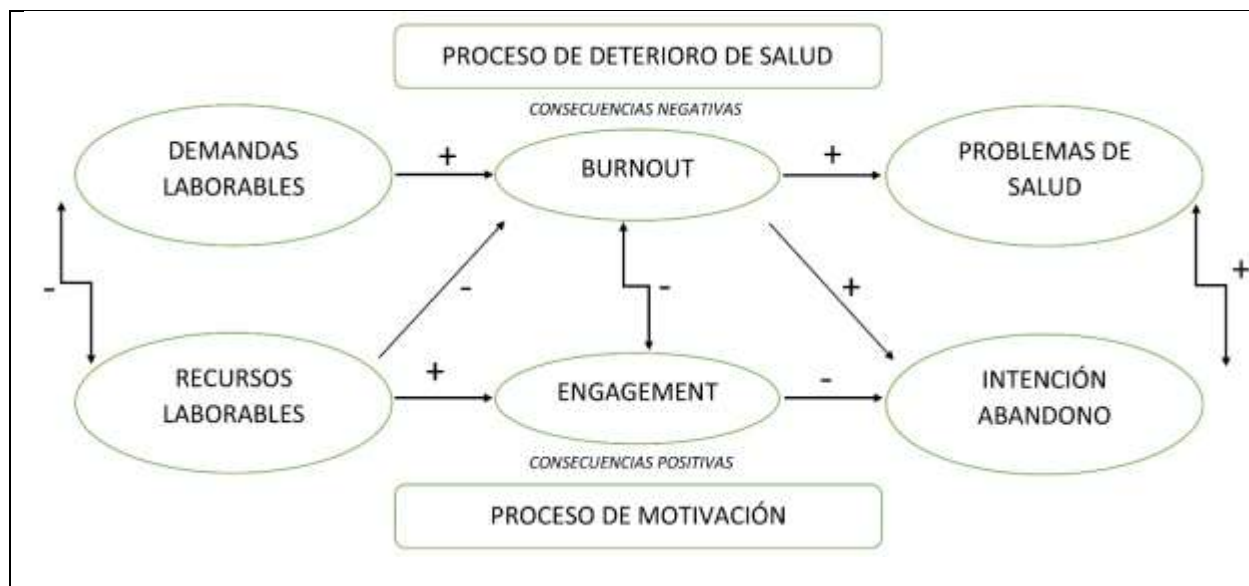 PROCESO DE DETERIORO DE SALUD
CONSECUENCIAS NEGATIVAS
DEMANDAS
LABORABLES
+
BURNOUT
+
PROBLEMAS DE
SALUD
-
-
-
+
+
RECURSOS
LABORABLES
+
ENGAGEMENT
-
INTENCIÓN
ABANDONO
CONSECUENCIAS POSITIVAS
PROCESO DE MOTIVACIÓN